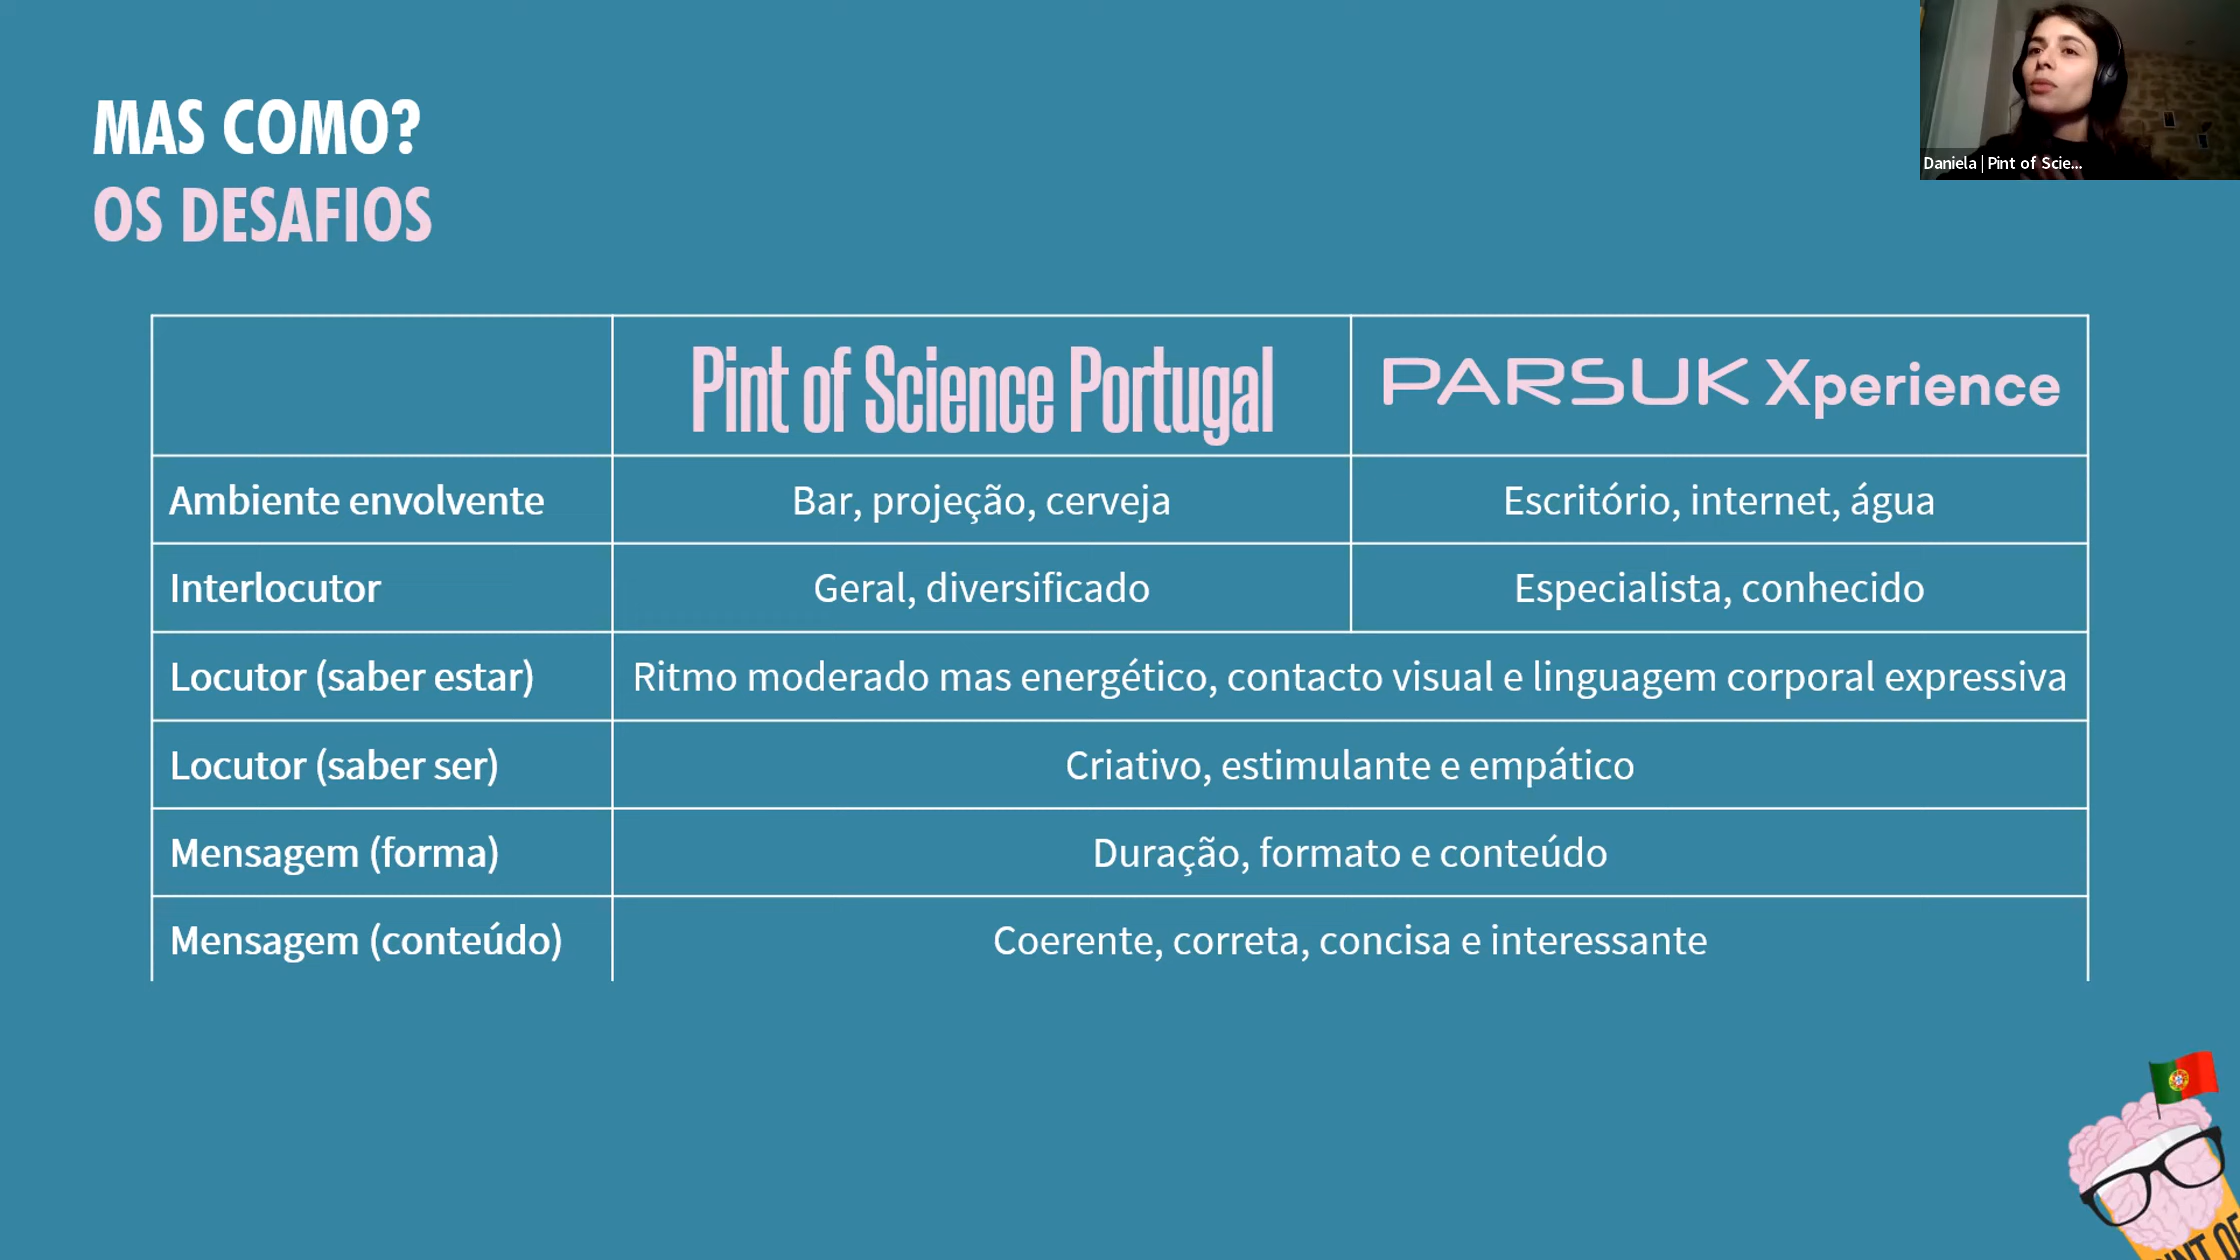 MAS COMO?
OS DESAFIOS
Daniela | Pint of Scie...
Pint of Science Portugal
PARSUK Xperience
Ambiente envolvente
Bar, projeção, cerveja
Escritório, internet, água
Interlocutor
Geral, diversificado
Especialista, conhecido
Locutor (saber estar)
Ritmo moderado mas energético, contacto visual e linguagem corporal expressiva
Locutor (saber ser)
Criativo, estimulante e empático
Mensagem (forma)
Duração, formato e conteúdo
Mensagem (conteúdo)
Coerente, correta, concisa e interessante